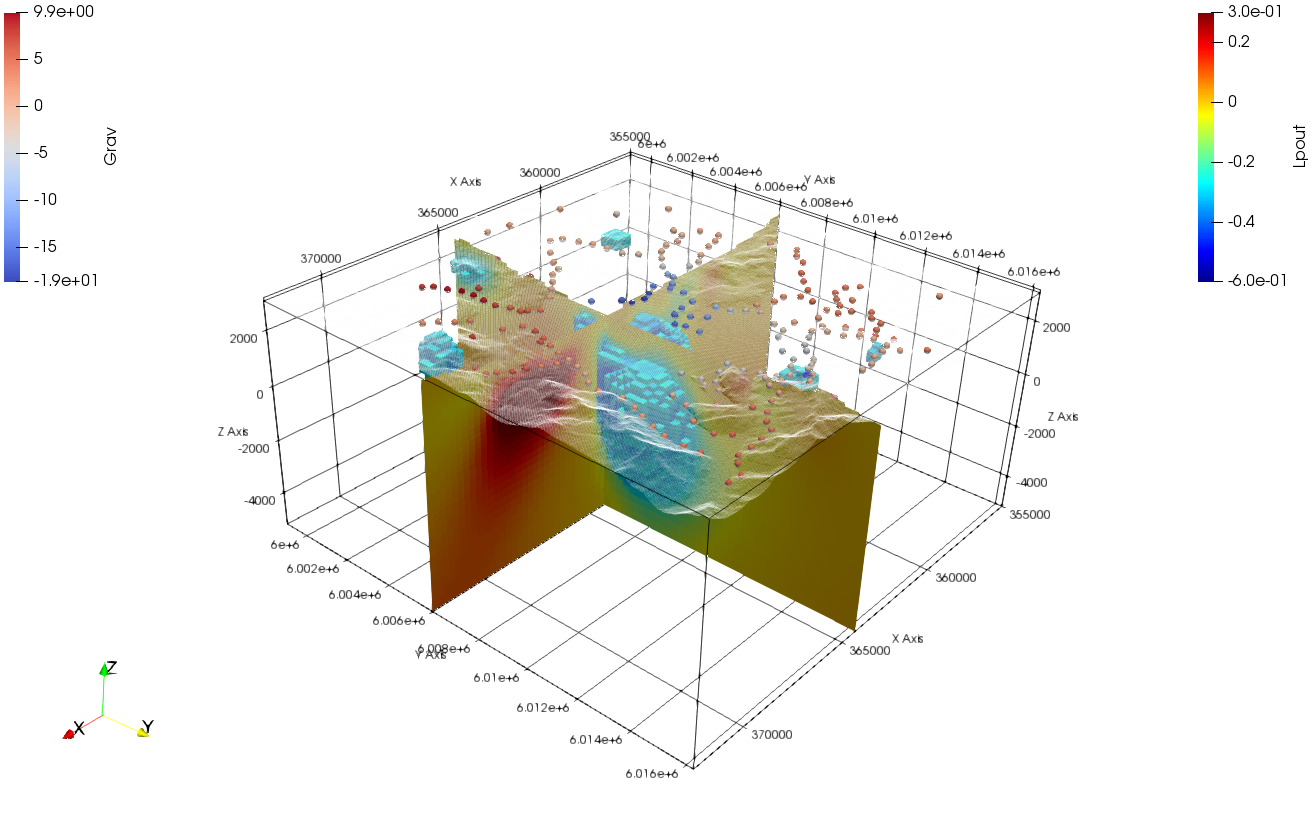 9.9e+00
5
0
-5
-10
-15
-1.9e+01
Grav
3.0e-01
0.2
0
-0.2
-0.4
-6.0e-01
Lpout
355000
6e+6
6.002e+6
6.004e+6
6.006e+6
Y Axis
6.008e+6
6.01e+6
6.012e+6
6.014e+6
6.016e+6
X Axis
360000
365000
370000
2000
0
Z Axis
-2000
-4000
2000
0
Z Axis
-2000
-4000
355000
6e+6
6.002e+6
6.004e+6
6.006e+6
6.008e+6
Y Axis
6.01e+6
6.012e+6
6.014e+6
6.016e+6
360000
X Axis
365000
370000
Z
X
Y